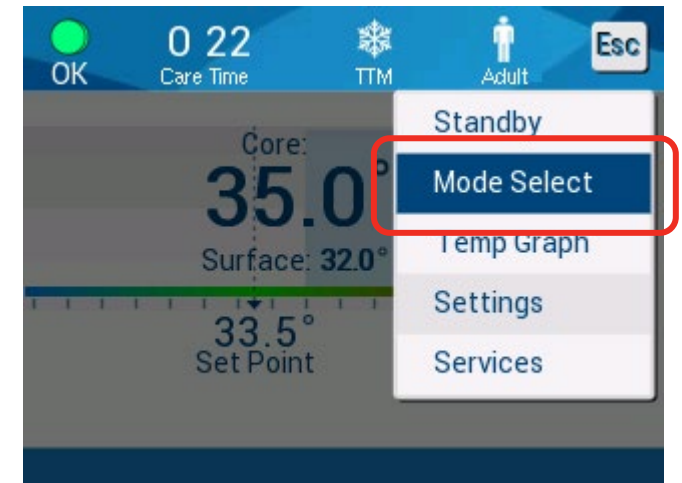 OK
0 22
Care Time
TTM
Adult
Esc
Core:
35.0°
Surface: 32.0°
33.5°
Set Point
Standby
Mode Select
Temp Graph
Settings
Services